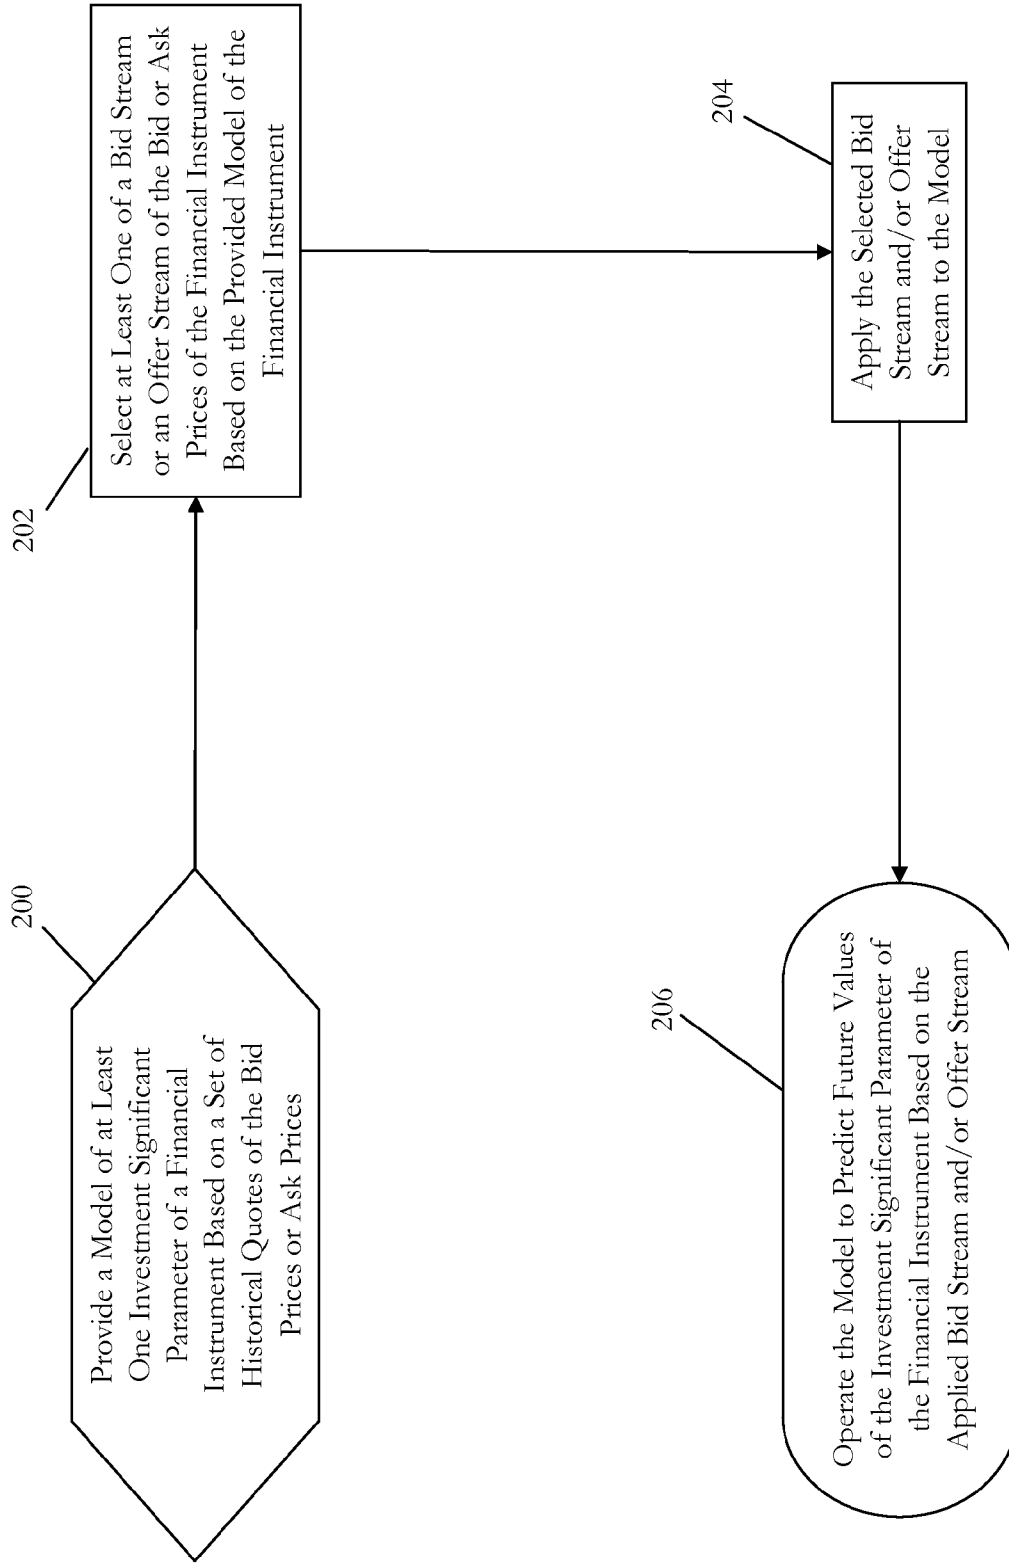 200
Provide a Model of at Least
One Investment Significant
Parameter of a Financial
Instrument Based on a Set of
Historical Quotes of the Bid
Prices or Ask Prices
202
Select at Least One of a Bid Stream
or an Offer Stream of the Bid or Ask
Prices of the Financial Instrument
Based on the Provided Model of the
Financial Instrument
204
Apply the Selected Bid
Stream and/or Offer
Stream to the Model
206
Operate the Model to Predict Future Values
of the Investment Significant Parameter of
the Financial Instrument Based on the
Applied Bid Stream and/or Offer Stream